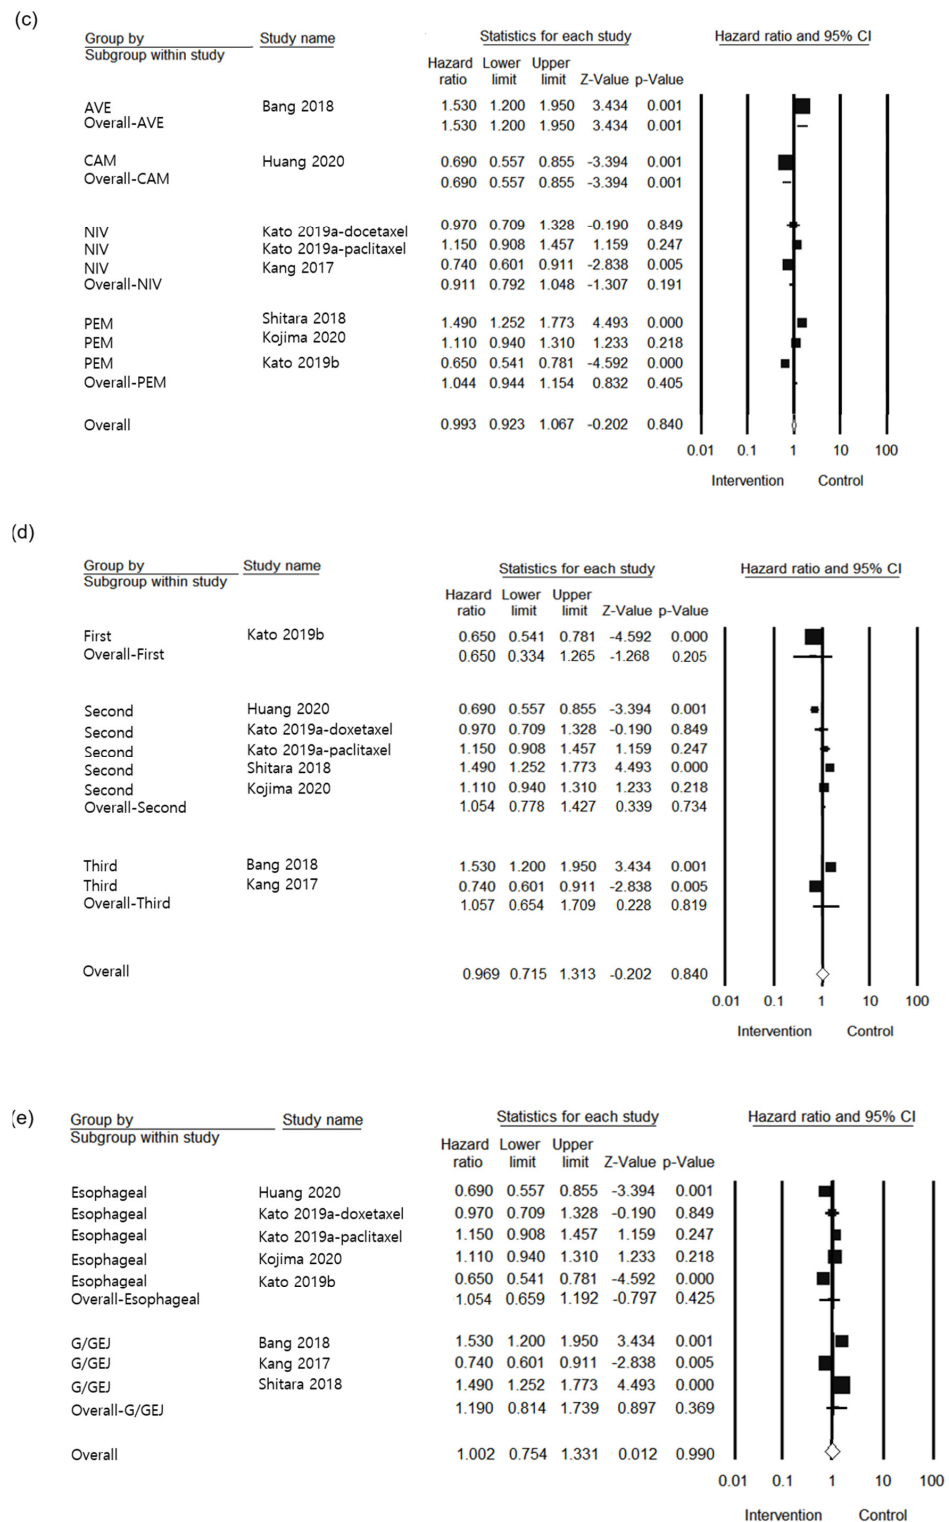 (c)
Group by Study name Statistics for each study Hazard ratio and 95% CI
Subgroup within study
Hazard Lower Upper
ratio limit limit Z-Value p-Value
AVE Bang 2018 1.530 1.200 1.950 3.434 0.001
Overall-AVE 1.530 1.200 1.950 3.434 0.001
CAM Huang 2020 0.690 0.557 0.855 -3.394 0.001
Overall-CAM 0.690 0.557 0.855 -3.394 0.001
NIV Kato 2019a-docetaxel 0.970 0.709 1.328 -0.190 0.849
NIV Kato 2019a-paclitaxel 1.150 0.908 1.457 1.159 0.247
NIV Kang 2017 0.740 0.601 0.911 -2.838 0.005
Overall-NIV 0.911 0.792 1.048 -1.307 0.191
PEM Shitara 2018 1.490 1.252 1.773 4.493 0.000
PEM Kojima 2020 1.110 0.940 1.310 1.233 0.218
PEM Kato 2019b 0.650 0.541 0.781 -4.592 0.000
Overall-PEM 1.044 0.944 1.154 0.832 0.405
Overall 0.993 0.923 1.067 -0.202 0.840
0.01 0.1 1 10 100
Intervention Control
(d)
Group by Study name Statistics for each study Hazard ratio and 95% CI
Subgroup within study
Hazard Lower Upper
ratio limit limit Z-Value p-Value
First Kato 2019b 0.650 0.541 0.781 -4.592 0.000
Overall-First 0.650 0.334 1.265 -1.268 0.205
Second Huang 2020 0.690 0.557 0.855 -3.394 0.001
Second Kato 2019a-doxetaxel 0.970 0.709 1.328 -0.190 0.849
Second Kato 2019a-paclitaxel 1.150 0.908 1.457 1.159 0.247
Second Shitara 2018 1.490 1.252 1.773 4.493 0.000
Second Kojima 2020 1.110 0.940 1.310 1.233 0.218
Overall-Second 1.054 0.778 1.427 0.339 0.734
Third Bang 2018 1.530 1.200 1.950 3.434 0.001
Third Kang 2017 0.740 0.601 0.911 -2.838 0.005
Overall-Third 1.057 0.654 1.709 0.228 0.819
Overall 0.969 0.715 1.313 -0.202 0.840
0.01 0.1 1 10 100
Intervention Control
(e)
Group by Study name Statistics for each study Hazard ratio and 95% CI
Subgroup within study
Hazard Lower Upper
ratio limit limit Z-Value p-Value
Esophageal Huang 2020 0.690 0.557 0.855 -3.394 0.001
Esophageal Kato 2019a-doxetaxel 0.970 0.709 1.328 -0.190 0.849
Esophageal Kato 2019a-paclitaxel 1.150 0.908 1.457 1.159 0.247
Esophageal Kojima 2020 1.110 0.940 1.310 1.233 0.218
Esophageal Kato 2019b 0.650 0.541 0.781 -4.592 0.000
Overall-Esophageal 1.054 0.659 1.192 -0.797 0.425
G/GEJ Bang 2018 1.530 1.200 1.950 3.434 0.001
G/GEJ Kang 2017 0.740 0.601 0.911 -2.838 0.005
G/GEJ Shitara 2018 1.490 1.252 1.773 4.493 0.000
Overall-G/GEJ 1.190 0.814 1.739 0.897 0.369
Overall 1.002 0.754 1.331 0.012 0.990
0.01 0.1 1 10 100
Intervention Control